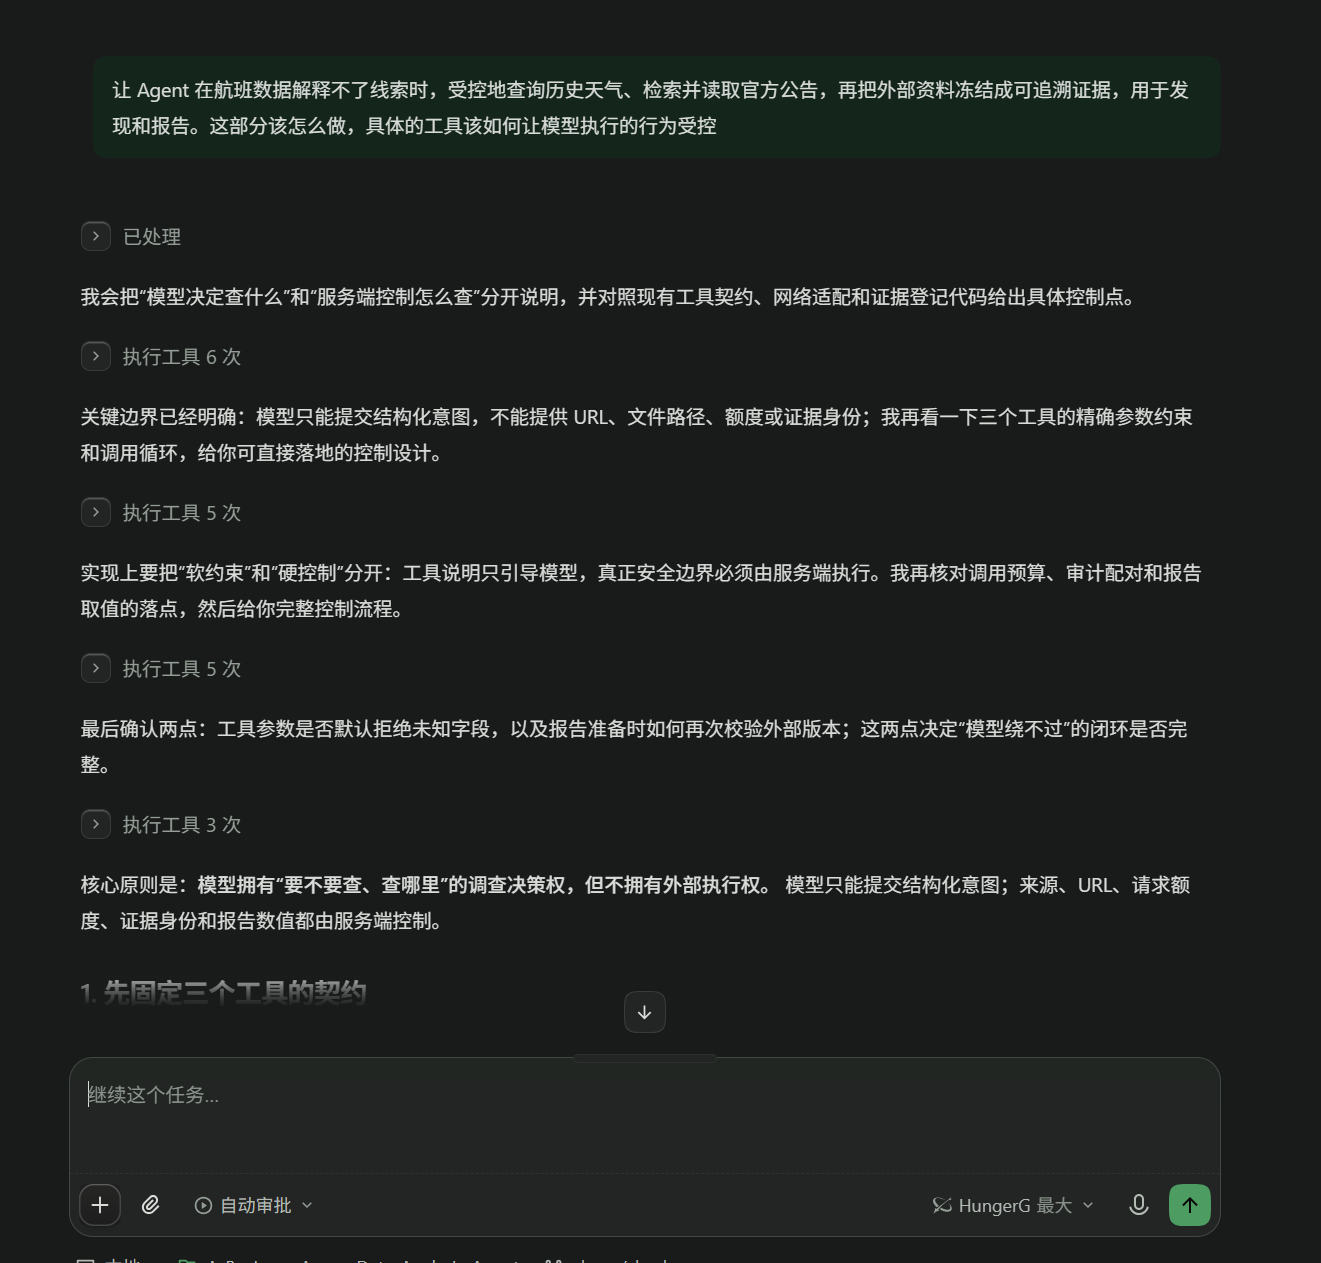 让 Agent 在航班数据解释不了线索时，受控地查询历史天气、检索并读取官方公告，再把外部资料冻结成可追溯证据，用于发
现和报告。这部分该怎么做，具体的工具该如何让模型执行的行为受控
已处理
我会把“模型决定查什么”和“服务端控制怎么查”分开说明，并对照现有工具契约、网络适配和证据登记代码给出具体控制点。
执行工具 6 次
关键边界已经明确：模型只能提交结构化意图，不能提供 URL、文件路径、额度或证据身份；我再看一下三个工具的精确参数约束
和调用循环，给你可直接落地的控制设计。
执行工具 5 次
实现上要把“软约束”和“硬控制”分开：工具说明只引导模型，真正安全边界必须由服务端执行。我再核对调用预算、审计配对和报告
取值的落点，然后给你完整控制流程。
执行工具 5 次
最后确认两点：工具参数是否默认拒绝未知字段，以及报告准备时如何再次校验外部版本；这两点决定“模型绕不过”的闭环是否完
整。
执行工具 3 次
核心原则是：模型拥有“要不要查、查哪里”的调查决策权，但不拥有外部执行权。 模型只能提交结构化意图；来源、URL、请求额
度、证据身份和报告数值都由服务端控制。
1. 先固定三个工具的契约
继续这个任务...
自动审批
HungerG 最大